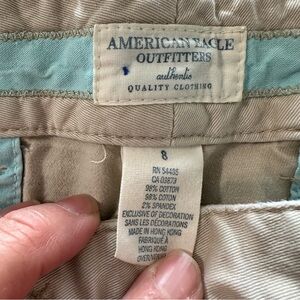 AMERICAN EAGLE
OUTFITTERS
authentic
QUALITY CLOTHING
8
RN 54485
CA 03873
98% COTTON
98% COTON
2% SPANDEX
EXCLUSIVE OF DECORATION
SANS LES DÉCORATIONS
MADE IN HONG KONG
FABRIQUÉ À
HONG KONG